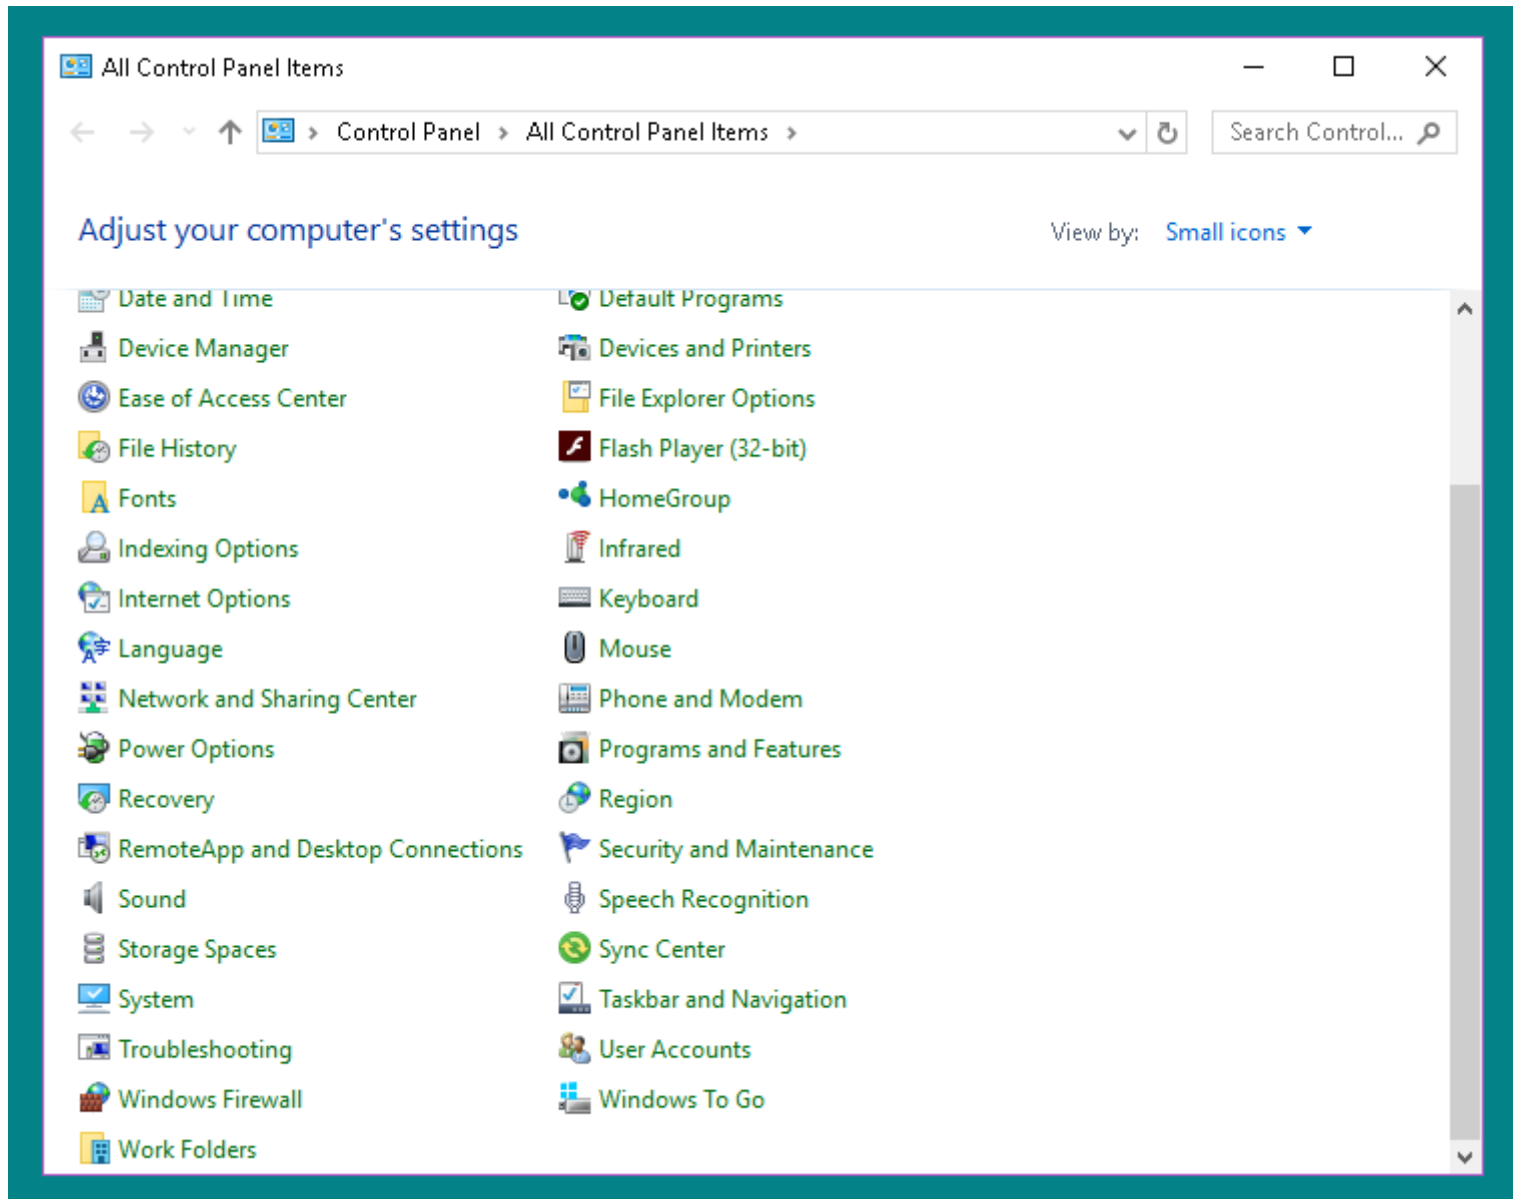 All Control Panel Items
Control Panel All Control Panel Items
Search Control...
Adjust your computer's settings
View by: Small icons
Date and Time Default Programs
Device Manager Devices and Printers
Ease of Access Center File Explorer Options
File History Flash Player (32-bit)
Fonts HomeGroup
Indexing Options Infrared
Internet Options Keyboard
Language Mouse
Network and Sharing Center Phone and Modem
Power Options Programs and Features
Recovery Region
RemoteApp and Desktop Connections Security and Maintenance
Sound Speech Recognition
Storage Spaces Sync Center
System Taskbar and Navigation
Troubleshooting User Accounts
Windows Firewall Windows To Go
Work Folders